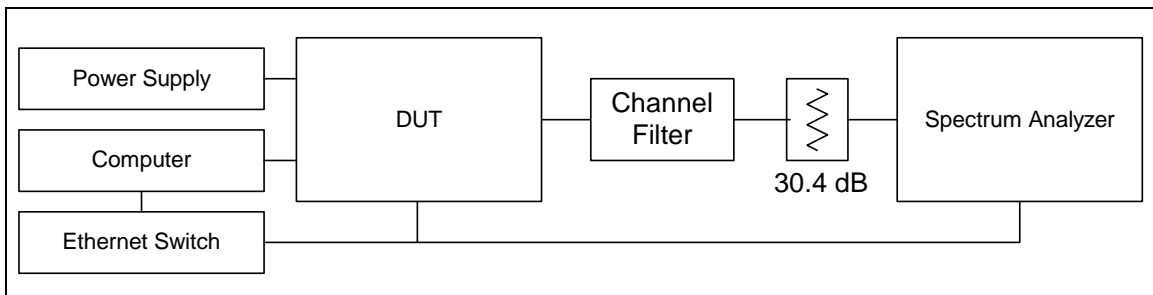 Power Supply
Computer
Ethernet Switch
DUT
Channel
Filter
30.4 dB
Spectrum Analyzer